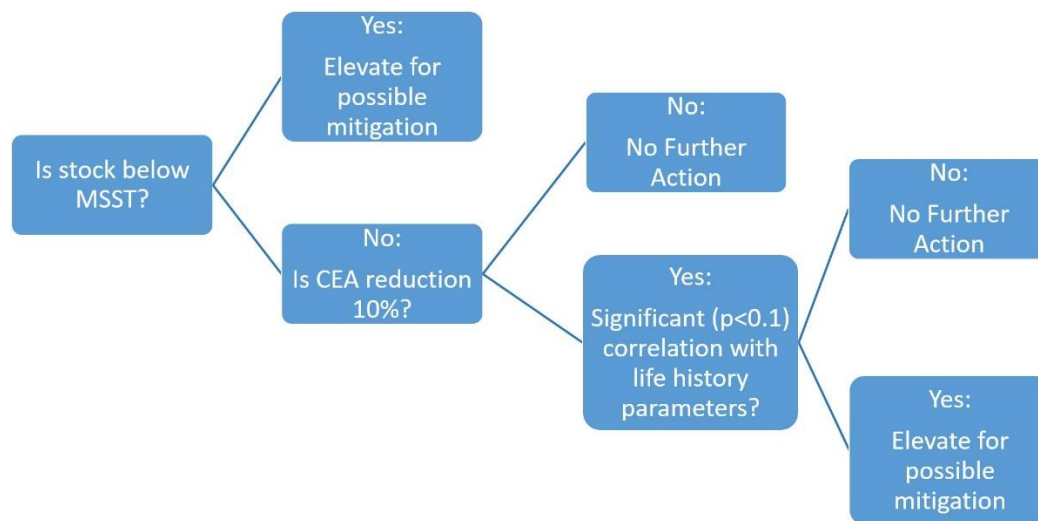 Is stock below
MSST?
Yes:
Elevate for
possible
mitigation
No:
Is CEA reduction
10%?
No:
No Further
Action
Yes:
Significant (p<0.1)
correlation with
life history
parameters?
No:
No Further
Action
Yes:
Elevate for
possible
mitigation